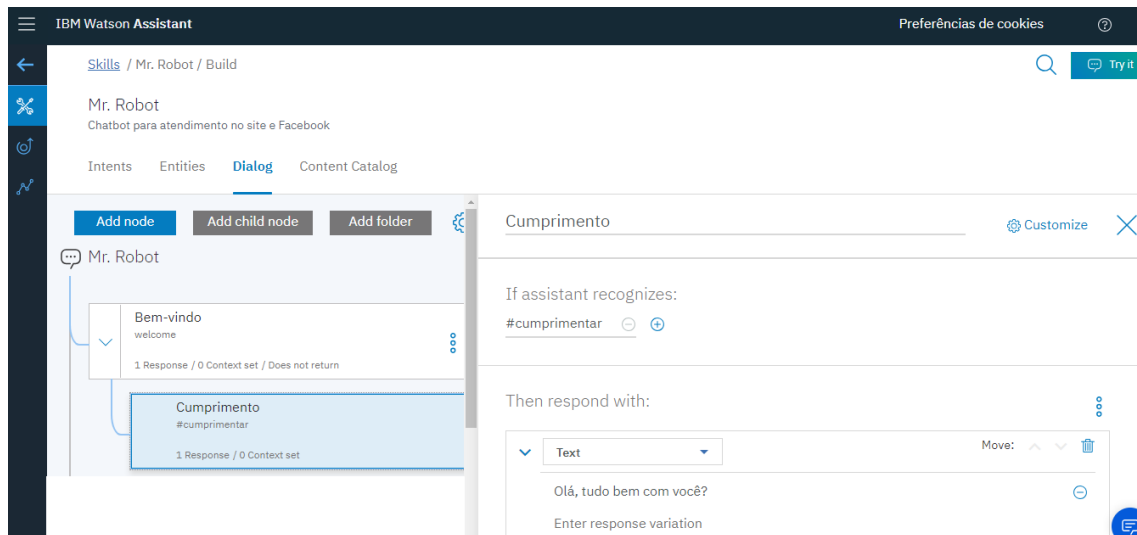 IBM Watson Assistant
Preferências de cookies
Skills / Mr. Robot / Build
Try it
Mr. Robot
Chatbot para atendimento no site e Facebook
Intents Entities Dialog Content Catalog
Add node Add child node Add folder
Mr. Robot
Bem-vindo
welcome
1 Response / 0 Context set / Does not return
Cumprimento
#cumprimentar
1 Response / 0 Context set
Cumprimento
Customize
If assistant recognizes:
#cumprimentar
Then respond with:
Text
Move:
Olá, tudo bem com você?
Enter response variation